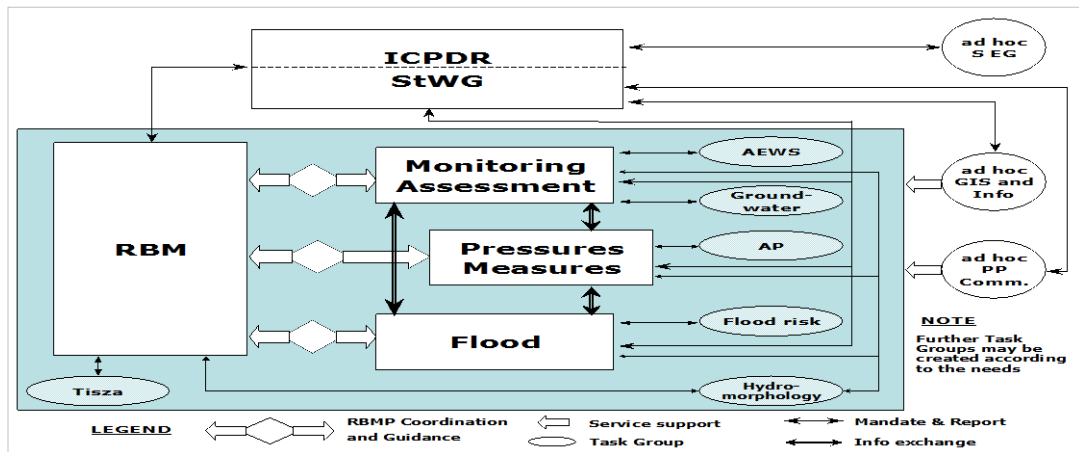 ICPDR
StWG
ad hoc
S EG
RBM
Monitoring
Assessment
AEWS
Ground-
water
ad hoc
GIS and
Info
Pressures
Measures
AP
ad hoc
PP
Comm.
Flood
Flood risk
Tisza
Hydro-
morphology
NOTE
Further Task
Groups may be
created according
to the needs
LEGEND
RBMP Coordination
and Guidance
Service support
Task Group
Mandate & Report
Info exchange